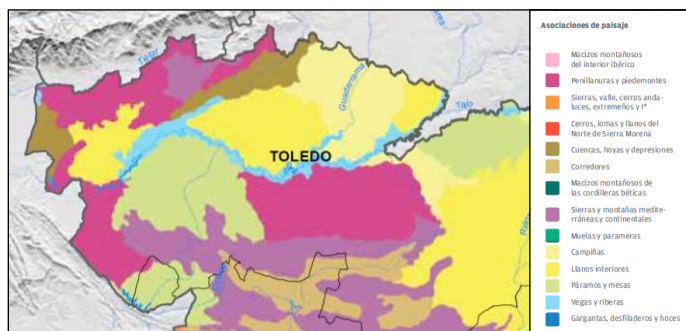 Tiétar
Guadarrama
Tajo
TOLEDO
Asociaciones de paisaje
Macizos montañosos
del interior ibérico
Penillanuras y piedemontes
Sierras, valle, cerros anda-
luces, extremeños y I*
Cerros, lomas y llanos del
Norte de Sierra Morena
Cuencas, hoyas y depresiones
Corredores
Macizos montañosos de
las cordilleras béticas
Sierras y montañas medite-
rráneas y continentales
Muelas y parameras
Campiñas
Llanos interiores
Páramos y mesas
Vegas y riberas
Gargantas, desfiladeros y hoces